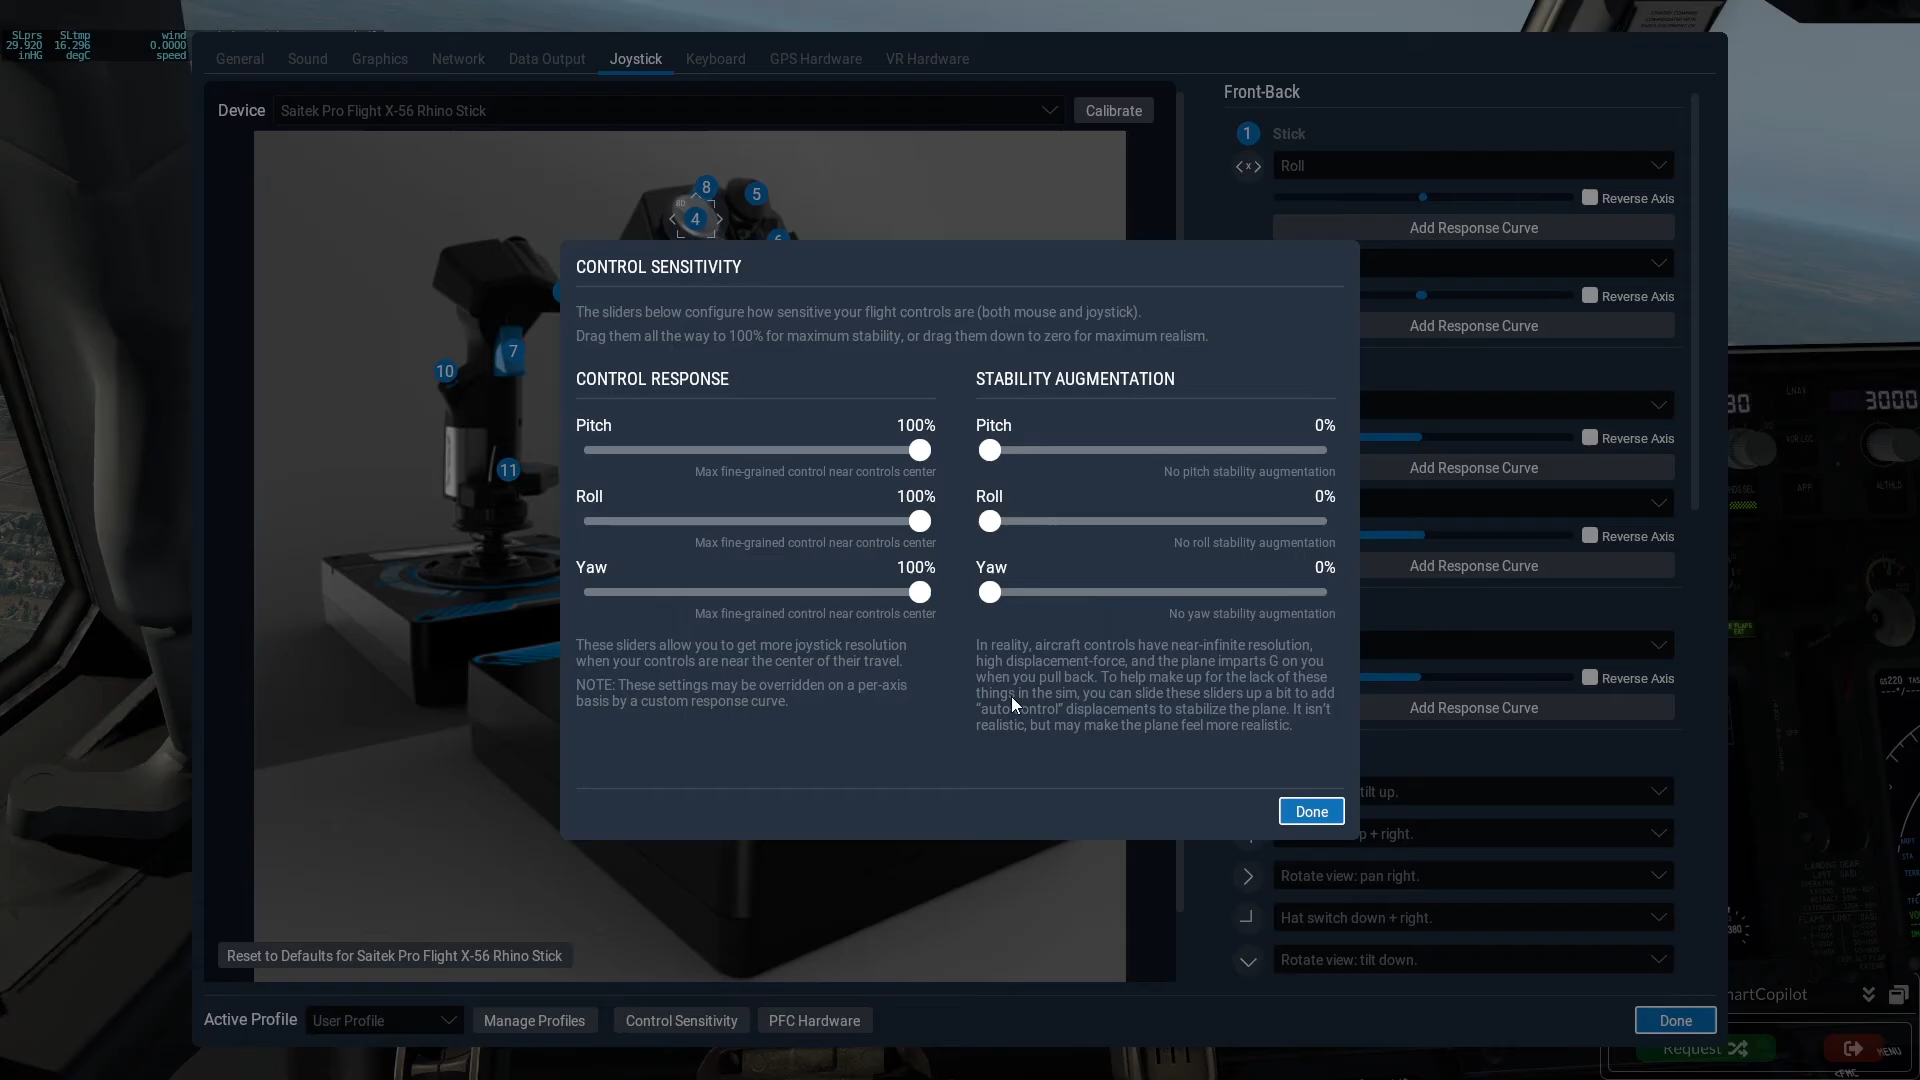 SLprs SLtmp wind
29.920 16.296 0.0000
inHG degC speed
General Sound Graphics Network Data Output Joystick Keyboard GPS Hardware VR Hardware
Device Saitek Pro Flight X-56 Rhino Stick Calibrate
Front-Back
1 Stick
Roll
Reverse Axis
Add Response Curve
Reverse Axis
Add Response Curve
Reverse Axis
Add Response Curve
Reverse Axis
Add Response Curve
Reverse Axis
Add Response Curve
tilt up.
p + right.
Rotate view: pan right.
Hat switch down + right.
Rotate view: tilt down.
8
5
4
7
10
11
CONTROL SENSITIVITY
The sliders below configure how sensitive your flight controls are (both mouse and joystick).
Drag them all the way to 100% for maximum stability, or drag them down to zero for maximum realism.
CONTROL RESPONSE
Pitch 100%
Max fine-grained control near controls center
Roll 100%
Max fine-grained control near controls center
Yaw 100%
Max fine-grained control near controls center
These sliders allow you to get more joystick resolution
when your controls are near the center of their travel.
NOTE: These settings may be overridden on a per-axis
basis by a custom response curve.
STABILITY AUGMENTATION
Pitch 0%
No pitch stability augmentation
Roll 0%
No roll stability augmentation
Yaw 0%
No yaw stability augmentation
In reality, aircraft controls have near-infinite resolution,
high displacement-force, and the plane imparts G on you
when you pull back. To help make up for the lack of these
things in the sim, you can slide these sliders up a bit to add
“auto control” displacements to stabilize the plane. It isn’t
realistic, but may make the plane feel more realistic.
Done
Reset to Defaults for Saitek Pro Flight X-56 Rhino Stick
Active Profile User Profile Manage Profiles Control Sensitivity PFC Hardware Done
LNAV
3000
VOR LOC
APP
ALTHLD
martCopilot
Request
MENU